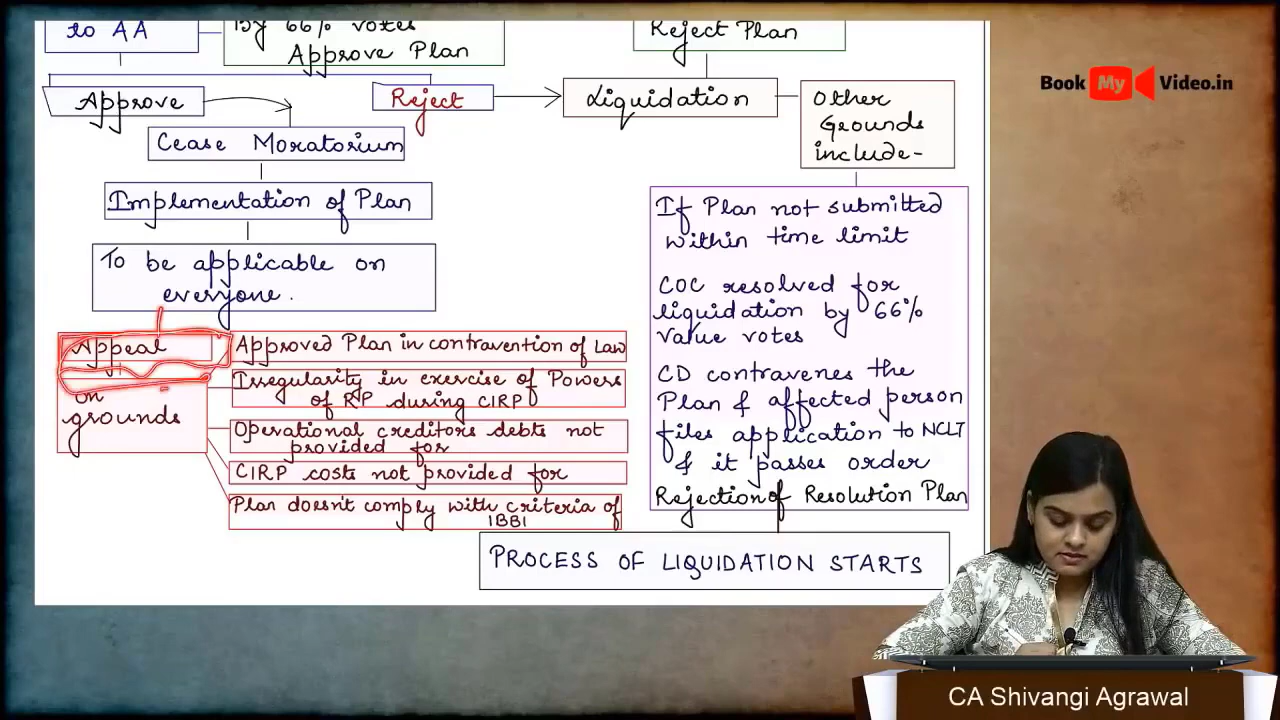 to AA
By 66% votes
Approve Plan
Reject Plan
Approve
Reject
Liquidation
Other
Grounds
include-
Cease Moratorium
Implementation of Plan
To be applicable on
everyone.
If Plan not submitted
within time limit
COC resolved for
liquidation by 66%
value votes
CD contravenes the
Plan & affected person
files application to NCLT
& it passes order
Rejection of Resolution Plan
Appeal
on
grounds
Approved Plan in contravention of Law
Irregularity in exercise of Powers
of RP during CIRP
Operational creditors debts not
provided for
CIRP costs not provided for
Plan doesn't comply with criteria of
IBBI
PROCESS OF LIQUIDATION STARTS
Book My Video.in
CA Shivangi Agrawal